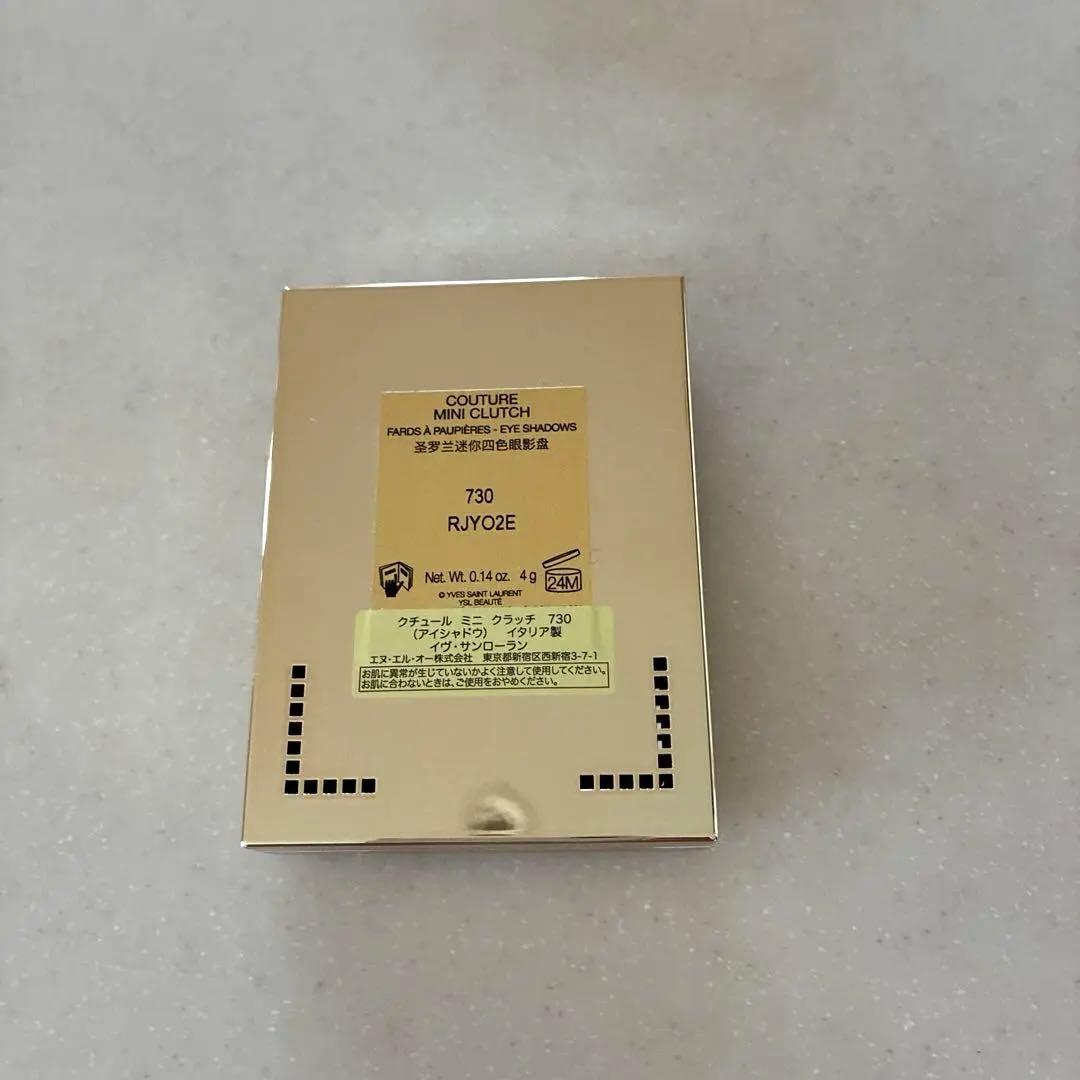 COUTURE
MINI CLUTCH
FARDS À PAUPIÈRES - EYE SHADOWS
圣罗兰迷你四色眼影盘
730
RJYO2E
Net. Wt. 0.14 oz. 4 g 24M
© YVES SAINT LAURENT
YSL BEAUTÉ
クチュール ミニ クラッチ 730
(アイシャドウ) イタリア製
イヴ・サンローラン
エヌ・エル・オー株式会社 東京都新宿区西新宿3-7-1
お肌に異常が生じていないかよく注意して使用してください。
お肌に合わないときは、ご使用をおやめください。